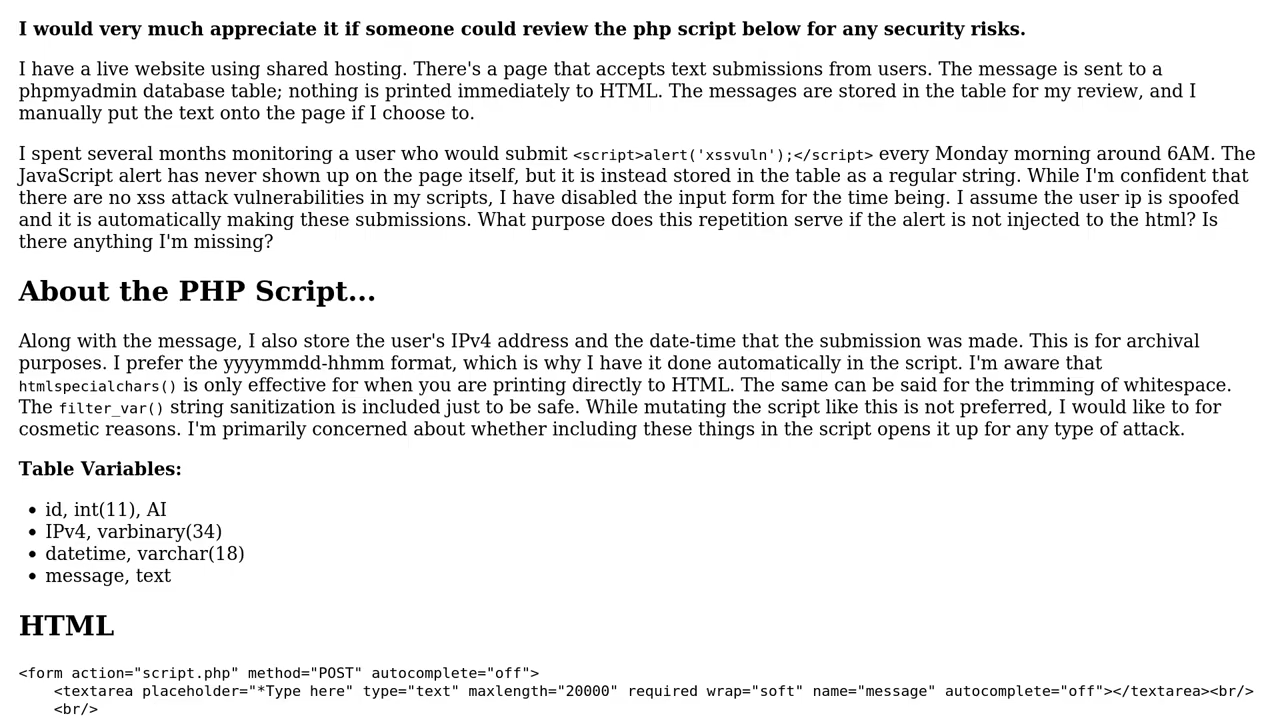 I would very much appreciate it if someone could review the php script below for any security risks.
I have a live website using shared hosting. There's a page that accepts text submissions from users. The message is sent to a
phpmyadmin database table; nothing is printed immediately to HTML. The messages are stored in the table for my review, and I
manually put the text onto the page if I choose to.
I spent several months monitoring a user who would submit <script>alert('xssvuln');</script> every Monday morning around 6AM. The
JavaScript alert has never shown up on the page itself, but it is instead stored in the table as a regular string. While I'm confident that
there are no xss attack vulnerabilities in my scripts, I have disabled the input form for the time being. I assume the user ip is spoofed
and it is automatically making these submissions. What purpose does this repetition serve if the alert is not injected to the html? Is
there anything I'm missing?
About the PHP Script...
Along with the message, I also store the user's IPv4 address and the date-time that the submission was made. This is for archival
purposes. I prefer the yyyymmdd-hhmm format, which is why I have it done automatically in the script. I'm aware that
htmlspecialchars() is only effective for when you are printing directly to HTML. The same can be said for the trimming of whitespace.
The filter_var() string sanitization is included just to be safe. While mutating the script like this is not preferred, I would like to for
cosmetic reasons. I'm primarily concerned about whether including these things in the script opens it up for any type of attack.
Table Variables:
• id, int(11), AI
• IPv4, varbinary(34)
• datetime, varchar(18)
• message, text
HTML
<form action="script.php" method="POST" autocomplete="off">
    <textarea placeholder="*Type here" type="text" maxlength="20000" required wrap="soft" name="message" autocomplete="off"></textarea><br/>
    <br/>